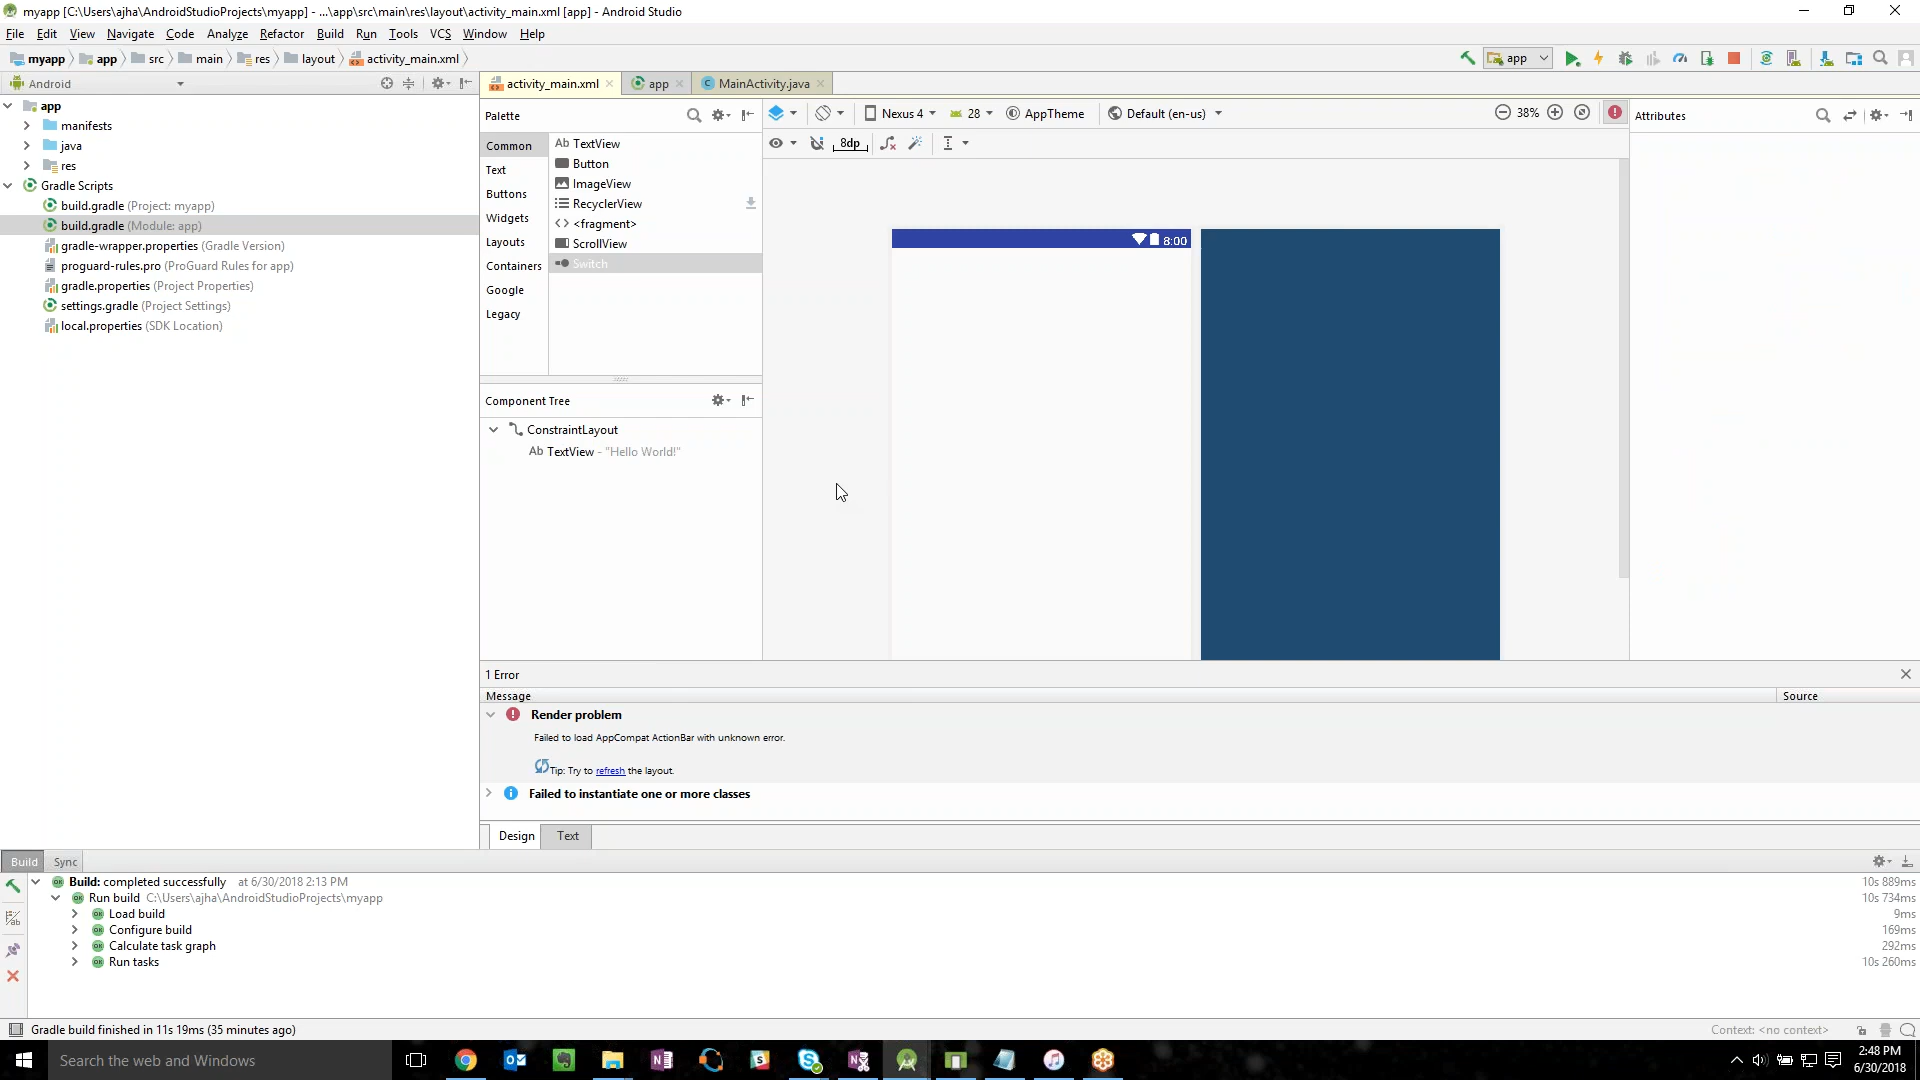 myapp [C:\Users\ajha\AndroidStudioProjects\myapp] - ...\app\src\main\res\layout\activity_main.xml [app] - Android Studio
File Edit View Navigate Code Analyze Refactor Build Run Tools VCS Window Help
myapp app src main res layout activity_main.xml app
Android
activity_main.xml app MainActivity.java
app
manifests
java
res
Gradle Scripts
build.gradle (Project: myapp)
build.gradle (Module: app)
gradle-wrapper.properties (Gradle Version)
proguard-rules.pro (ProGuard Rules for app)
gradle.properties (Project Properties)
settings.gradle (Project Settings)
local.properties (SDK Location)
Palette
Common
Text
Buttons
Widgets
Layouts
Containers
Google
Legacy
Ab TextView
Button
ImageView
RecyclerView
<fragment>
ScrollView
Switch
Component Tree
ConstraintLayout
Ab TextView - "Hello World!"
Nexus 4 28 AppTheme Default (en-us) 38%
8dp
8:00
Attributes
1 Error
Message Source
Render problem
Failed to load AppCompat ActionBar with unknown error.
Tip: Try to refresh the layout.
Failed to instantiate one or more classes
Design Text
Build Sync
Build: completed successfully at 6/30/2018 2:13 PM 10s 889ms
Run build C:\Users\ajha\AndroidStudioProjects\myapp 10s 734ms
Load build 9ms
Configure build 169ms
Calculate task graph 292ms
Run tasks 10s 260ms
Gradle build finished in 11s 19ms (35 minutes ago) Context: <no context>
Search the web and Windows
2:48 PM
6/30/2018